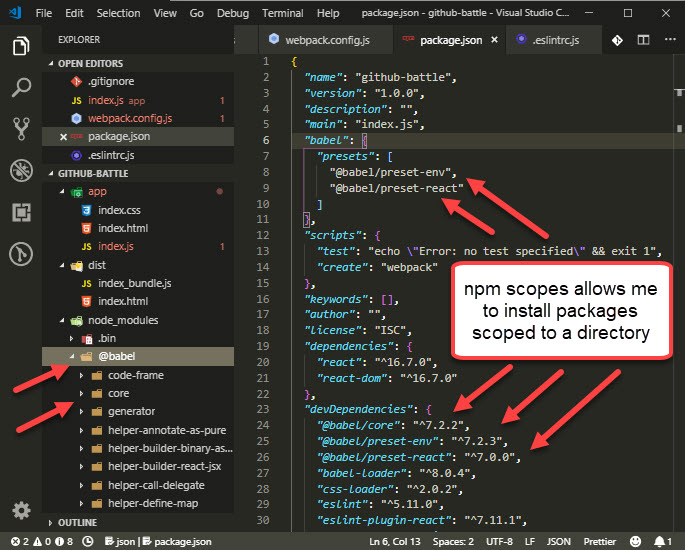 File Edit Selection View Go Debug Terminal Help package.json - github-battle - Visual Studio C...
EXPLORER
OPEN EDITORS
.gitignore
JS index.js app 1
webpack.config.js 1
package.json
.eslintrc.js
GITHUB-BATTLE
app
index.css
index.html
JS index.js 1
dist
JS index_bundle.js
index.html
node_modules
.bin
@babel
code-frame
core
generator
helper-annotate-as-pure
helper-builder-binary-as...
helper-builder-react-jsx
helper-call-delegate
helper-define-map
OUTLINE
webpack.config.js package.json .eslintrc.js
1 {
2 "name": "github-battle",
3 "version": "1.0.0",
4 "description": "",
5 "main": "index.js",
6 "babel": {
7 "presets": [
8 "@babel/preset-env",
9 "@babel/preset-react"
10 ]
11 },
12 "scripts": {
13 "test": "echo \"Error: no test specified\" && exit 1",
14 "create": "webpack"
15 },
16 "keywords": [],
17 "author": "",
18 "license": "ISC",
19 "dependencies": {
20 "react": "^16.7.0",
21 "react-dom": "^16.7.0"
22 },
23 "devDependencies": {
24 "@babel/core": "^7.2.2",
25 "@babel/preset-env": "^7.2.3",
26 "@babel/preset-react": "^7.0.0",
27 "babel-loader": "^8.0.4",
28 "css-loader": "^2.0.2",
29 "eslint": "^5.11.0",
30 "eslint-plugin-react": "^7.11.1",
npm scopes allows me
to install packages
scoped to a directory
2 0 8 json | package.json Ln 6, Col 13 Spaces: 2 UTF-8 CRLF JSON Prettier 1